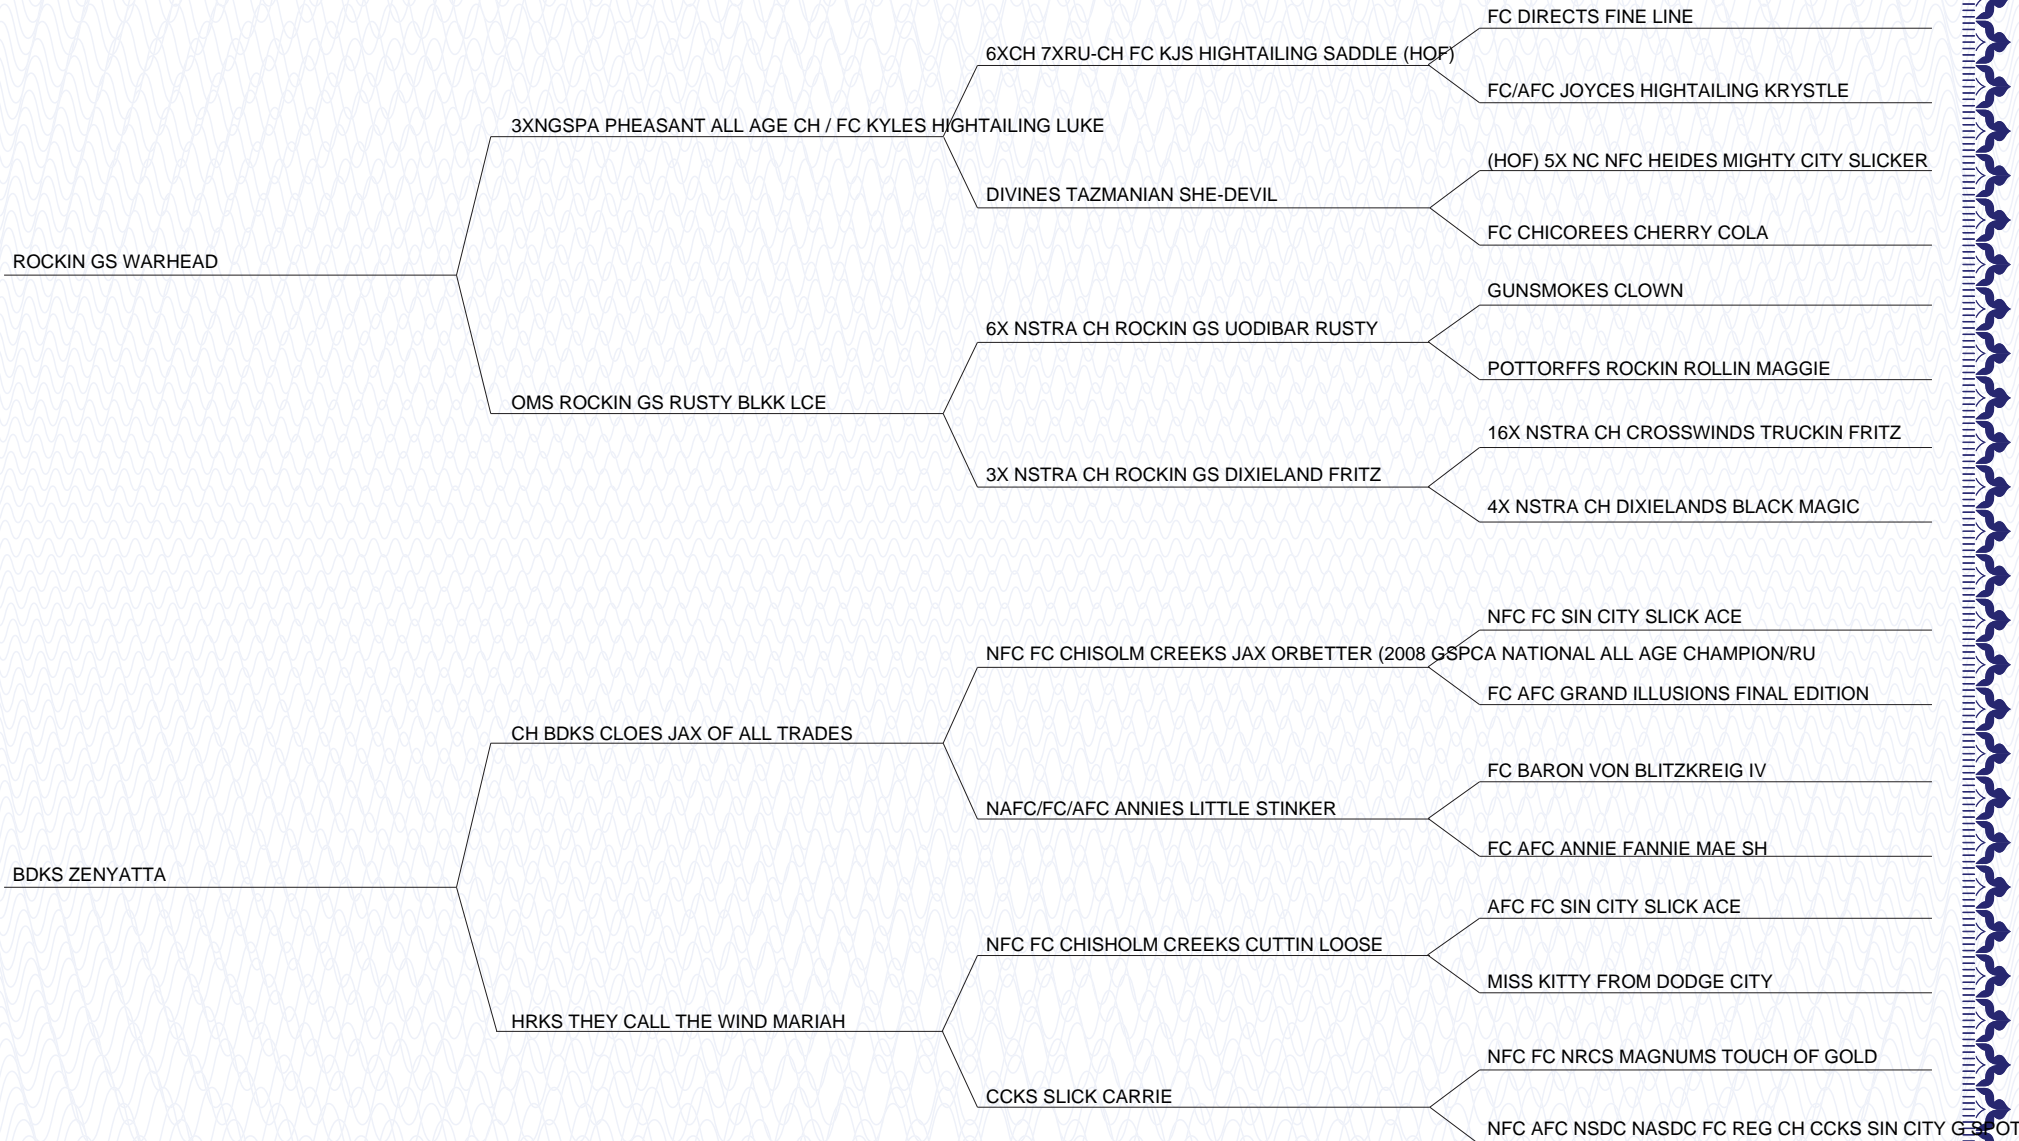 FC DIRECTS FINE LINE
6XCH 7XRU-CH FC KJS HIGHTAILING SADDLE (HOF)
FC/AFC JOYCES HIGHTAILING KRYSTLE
3XNGSPA PHEASANT ALL AGE CH / FC KYLES HIGHTAILING LUKE
(HOF) 5X NC NFC HEIDES MIGHTY CITY SLICKER
DIVINES TAZMANIAN SHE-DEVIL
FC CHICOREES CHERRY COLA
ROCKIN GS WARHEAD
GUNSMOKES CLOWN
6X NSTRA CH ROCKIN GS UODIBAR RUSTY
POTTORFFS ROCKIN ROLLIN MAGGIE
OMS ROCKIN GS RUSTY BLKK LCE
16X NSTRA CH CROSSWINDS TRUCKIN FRITZ
3X NSTRA CH ROCKIN GS DIXIELAND FRITZ
4X NSTRA CH DIXIELANDS BLACK MAGIC
NFC FC SIN CITY SLICK ACE
NFC FC CHISOLM CREEKS JAX ORBETTER (2008 GSPCA NATIONAL ALL AGE CHAMPION/RU
FC AFC GRAND ILLUSIONS FINAL EDITION
CH BDKS CLOES JAX OF ALL TRADES
FC BARON VON BLITZKREIG IV
NAFC/FC/AFC ANNIES LITTLE STINKER
FC AFC ANNIE FANNIE MAE SH
BDKS ZENYATTA
AFC FC SIN CITY SLICK ACE
NFC FC CHISHOLM CREEKS CUTTIN LOOSE
MISS KITTY FROM DODGE CITY
HRKS THEY CALL THE WIND MARIAH
NFC FC NRCS MAGNUMS TOUCH OF GOLD
CCKS SLICK CARRIE
NFC AFC NSDC NASDC FC REG CH CCKS SIN CITY G SPOT